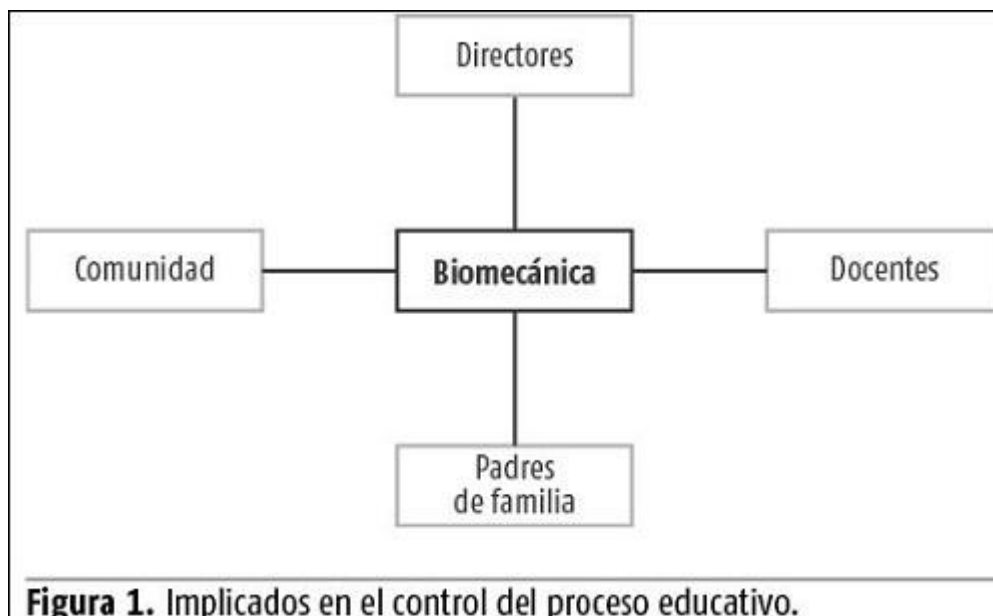 Directores
Comunidad
Biomecánica
Docentes
Padres
de familia
Figura 1. Implicados en el control del proceso educativo.